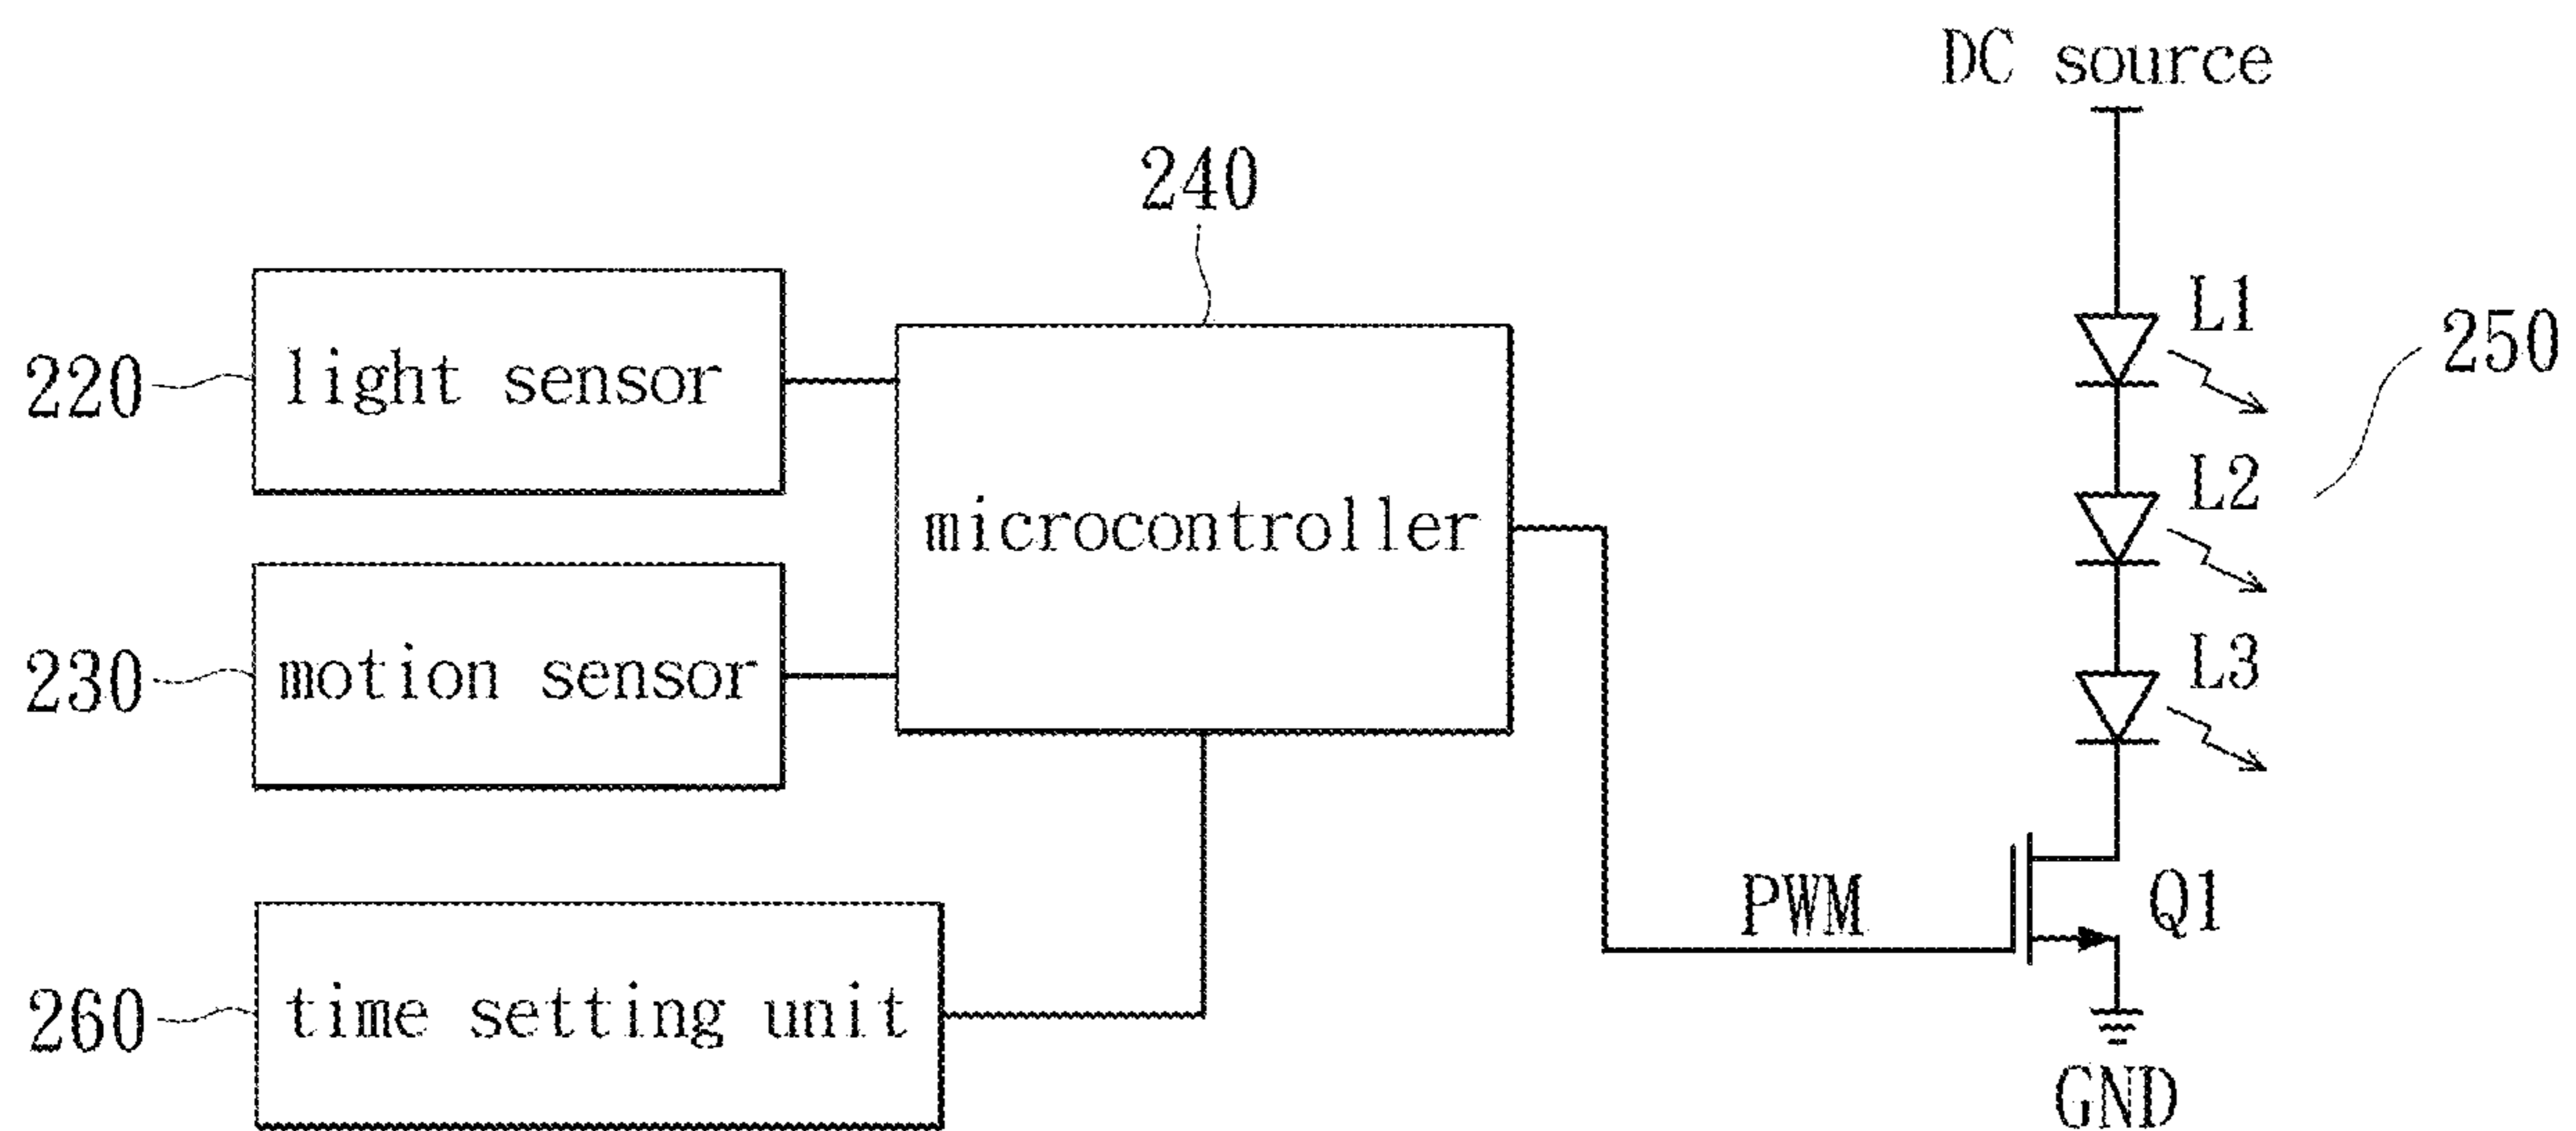 DC source
240
L1
220
light sensor
250
L2
microcontroller
L3
230
motion sensor
PWM
Q1
260
time setting unit
GND